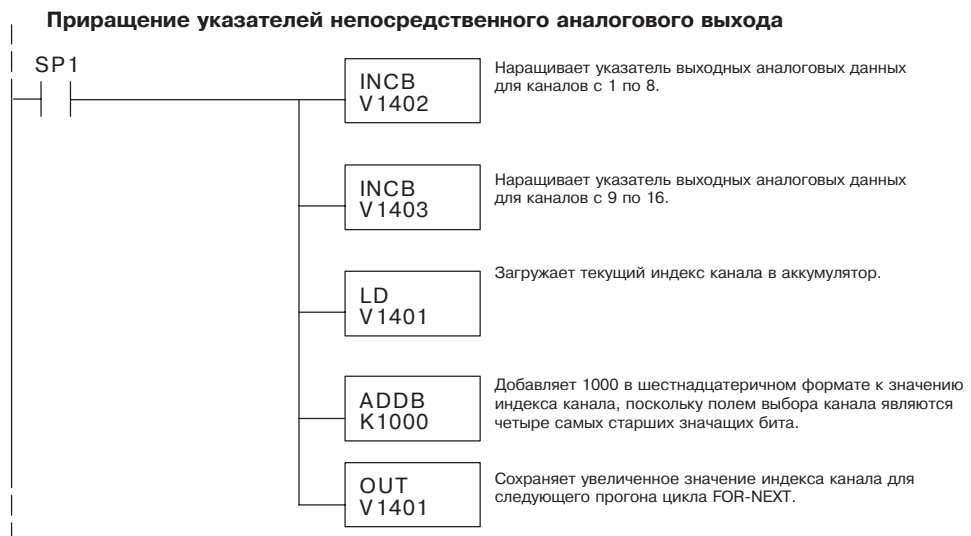 Приращение указателей непосредственного аналогового выхода
SP1
INCB
V1402
Наращивает указатель выходных аналоговых данных
для каналов с 1 по 8.
INCB
V1403
Наращивает указатель выходных аналоговых данных
для каналов с 9 по 16.
LD
V1401
Загружает текущий индекс канала в аккумулятор.
ADDB
K1000
Добавляет 1000 в шестнадцатеричном формате к значению
индекса канала, поскольку полем выбора канала являются
четыре самых старших значащих бита.
OUT
V1401
Сохраняет увеличенное значение индекса канала для
следующего прогона цикла FOR-NEXT.